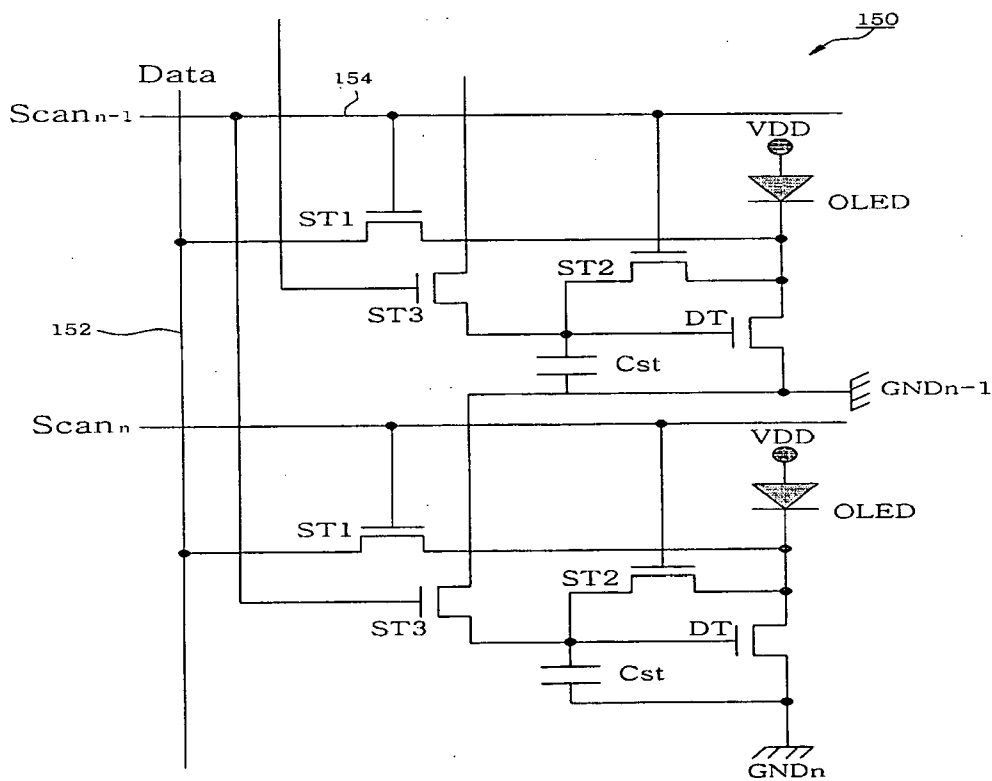 150
Data
154
Scann-1
VDD
OLED
ST1
ST2
ST3
DT
152
Cst
GNDn-1
Scann
VDD
OLED
ST1
ST2
ST3
DT
Cst
GNDn